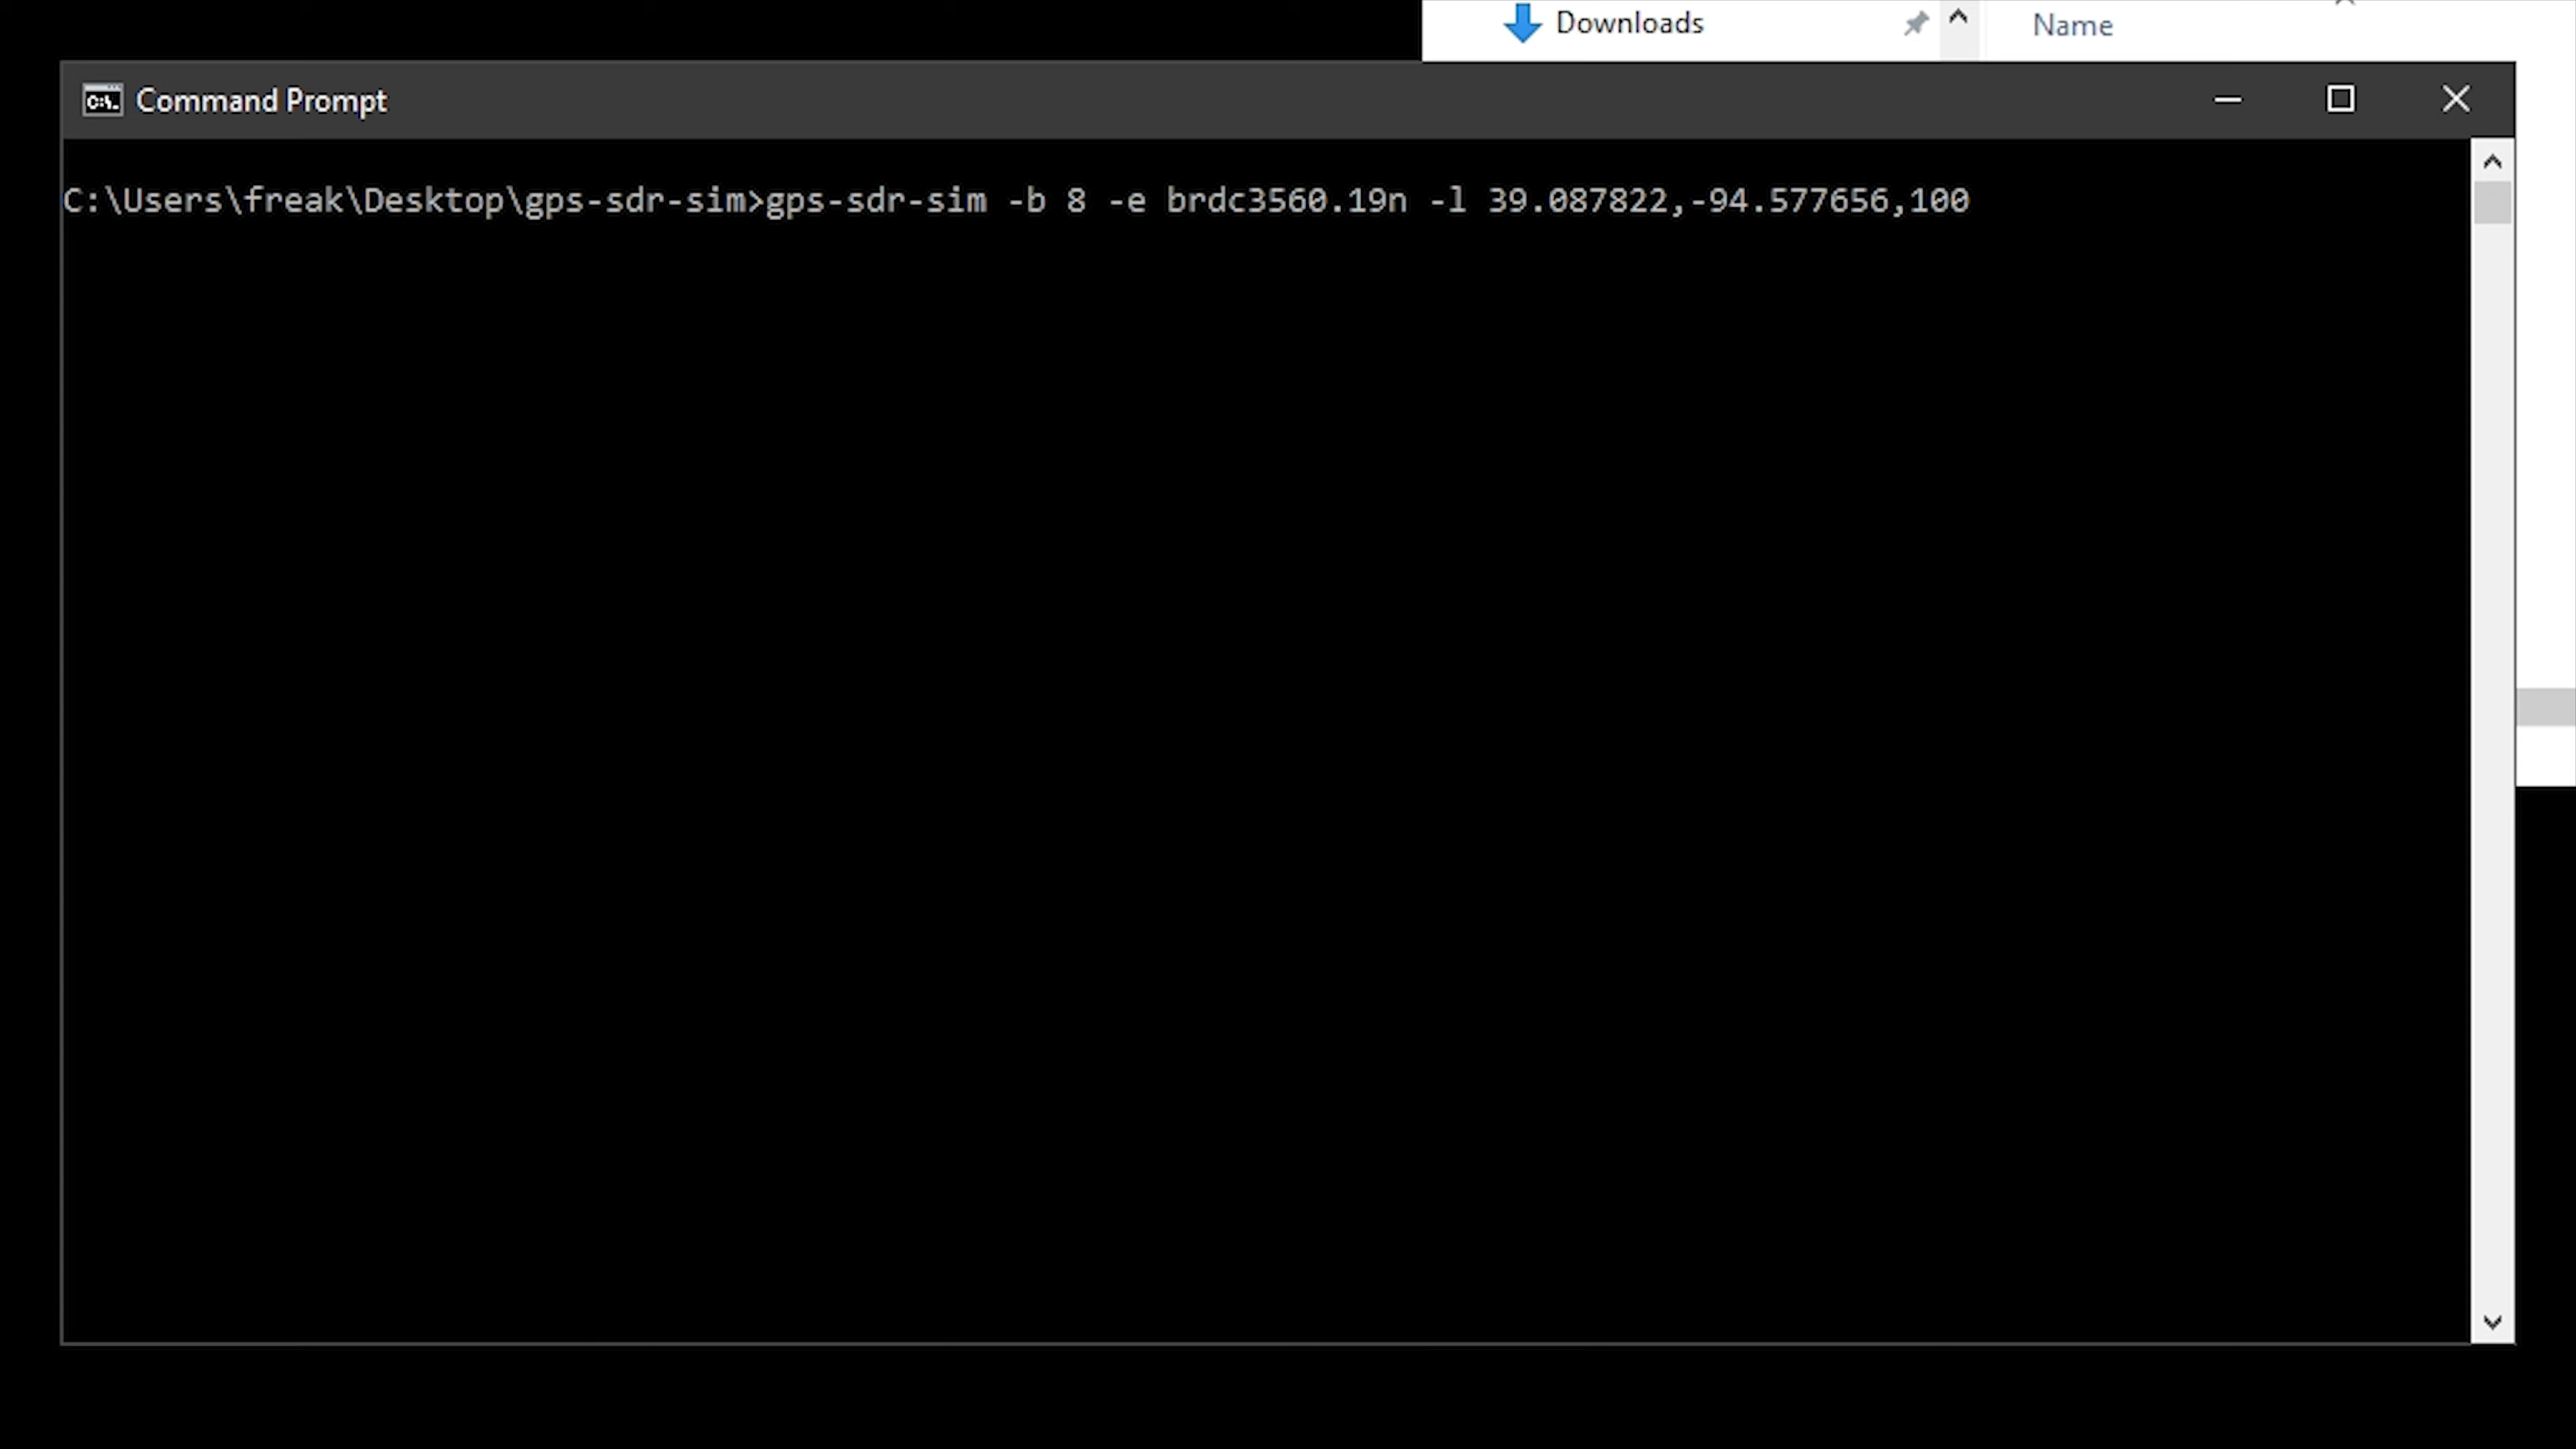 Downloads
Name
C:\.
Command Prompt
C:\Users\freak\Desktop\gps-sdr-sim>gps-sdr-sim -b 8 -e brdc3560.19n -l 39.087822,-94.577656,100